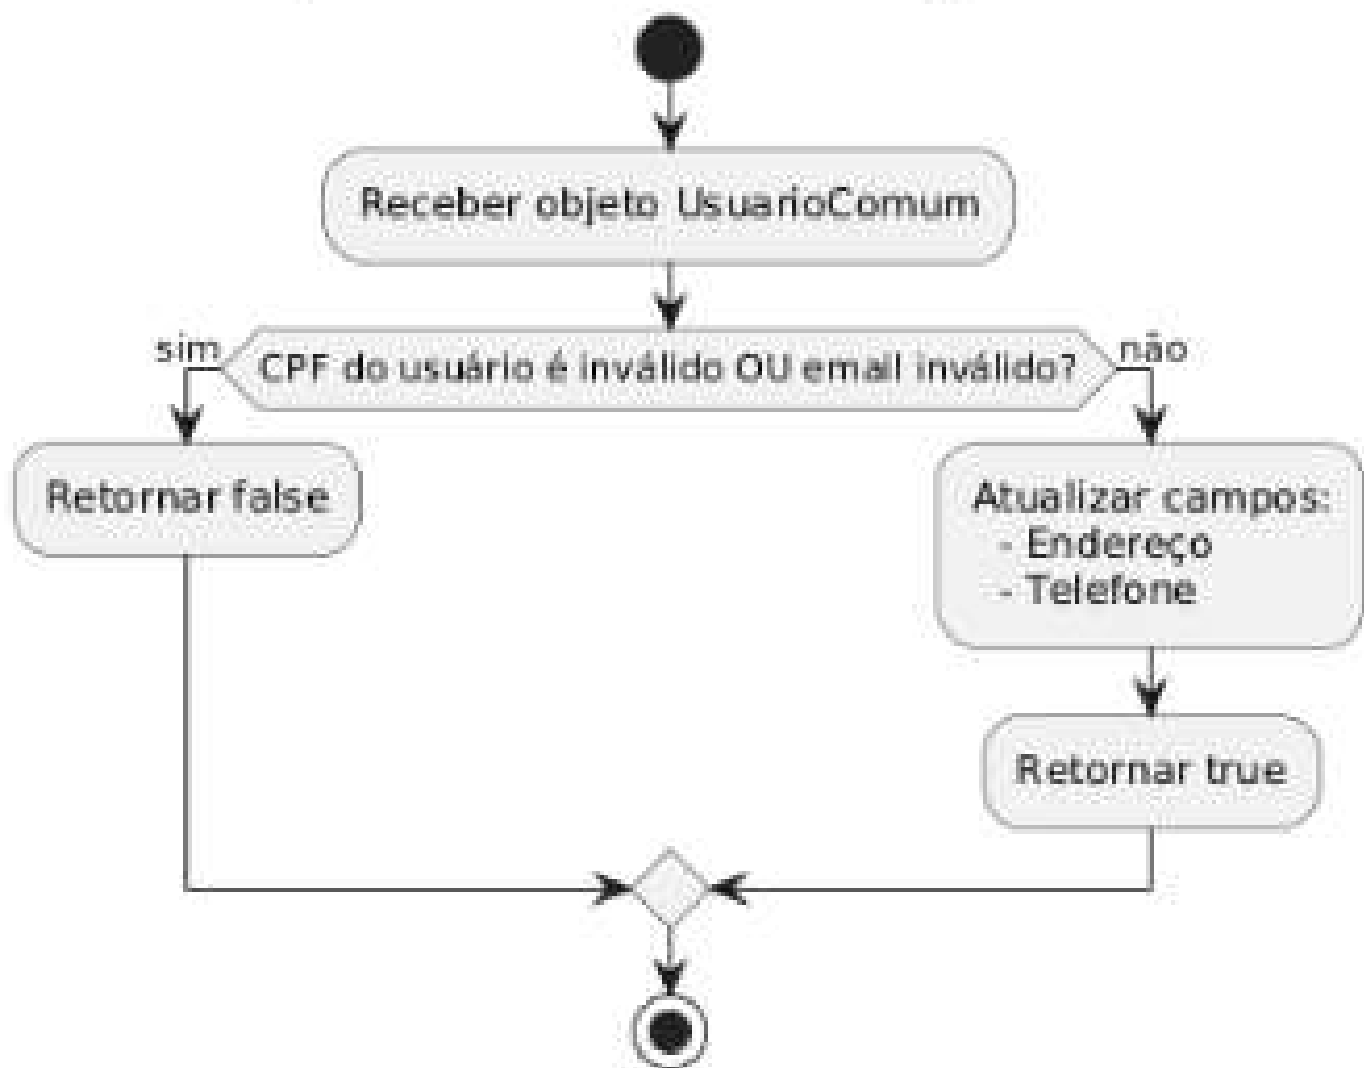 Receber objeto UsuarioComum
sim
CPF do usuário é inválido OU email inválido?
não
Retornar false
Atualizar campos:
- Endereço
- Telefone
Retornar true